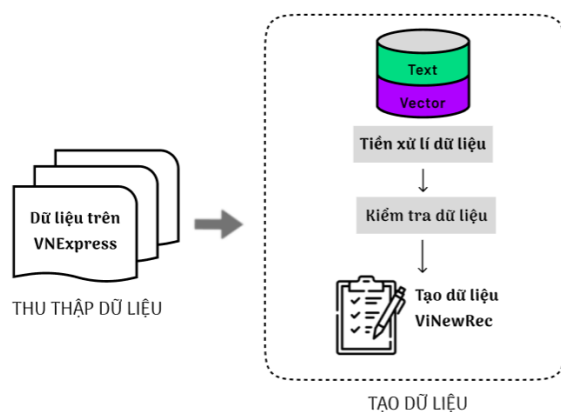 Dữ liệu trên
VNExpress
THU THẬP DỮ LIỆU
Text
Vector
Tiền xử lí dữ liệu
Kiểm tra dữ liệu
Tạo dữ liệu
ViNewRec
TẠO DỮ LIỆU